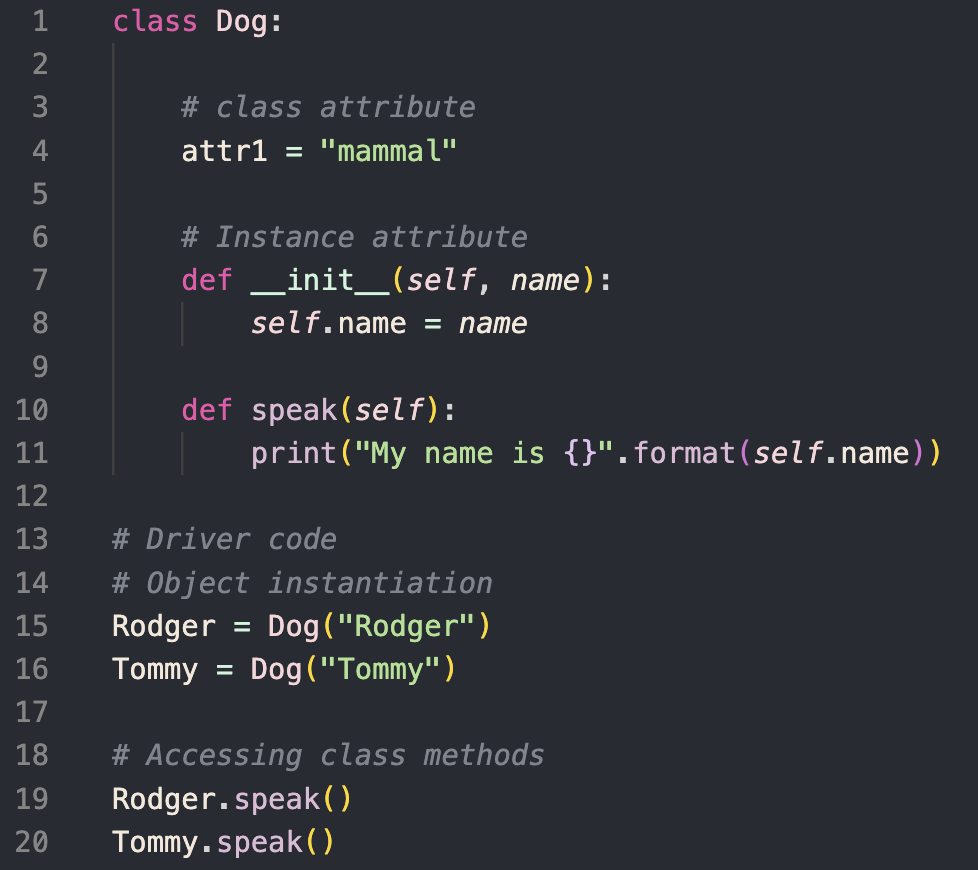 1 class Dog:
2
3     # class attribute
4     attr1 = "mammal"
5
6     # Instance attribute
7     def __init__(self, name):
8         self.name = name
9
10     def speak(self):
11         print("My name is {}".format(self.name))
12
13 # Driver code
14 # Object instantiation
15 Rodger = Dog("Rodger")
16 Tommy = Dog("Tommy")
17
18 # Accessing class methods
19 Rodger.speak()
20 Tommy.speak()